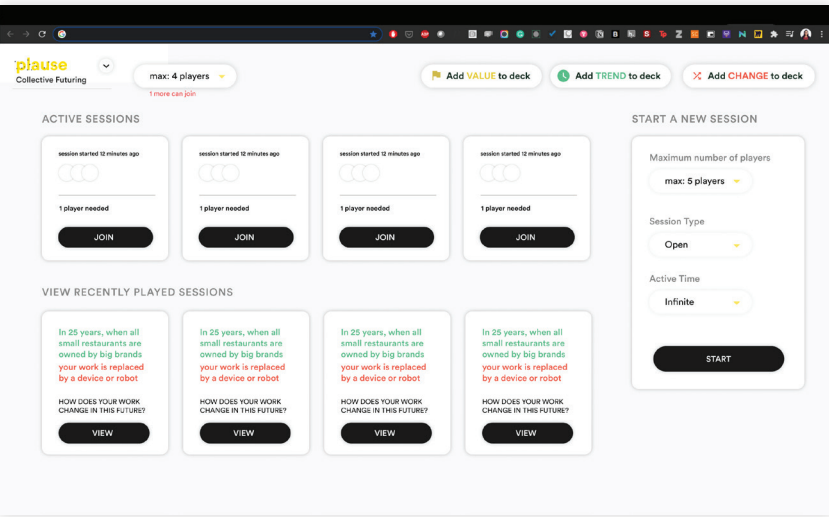 plause
Collective Futuring
max: 4 players
1 more can join
Add VALUE to deck
Add TREND to deck
Add CHANGE to deck
ACTIVE SESSIONS
session started 12 minutes ago
1 player needed
JOIN
session started 12 minutes ago
1 player needed
JOIN
session started 12 minutes ago
1 player needed
JOIN
session started 12 minutes ago
1 player needed
JOIN
VIEW RECENTLY PLAYED SESSIONS
In 25 years, when all
small restaurants are
owned by big brands
your work is replaced
by a device or robot
HOW DOES YOUR WORK
CHANGE IN THIS FUTURE?
VIEW
In 25 years, when all
small restaurants are
owned by big brands
your work is replaced
by a device or robot
HOW DOES YOUR WORK
CHANGE IN THIS FUTURE?
VIEW
In 25 years, when all
small restaurants are
owned by big brands
your work is replaced
by a device or robot
HOW DOES YOUR WORK
CHANGE IN THIS FUTURE?
VIEW
In 25 years, when all
small restaurants are
owned by big brands
your work is replaced
by a device or robot
HOW DOES YOUR WORK
CHANGE IN THIS FUTURE?
VIEW
START A NEW SESSION
Maximum number of players
max: 5 players
Session Type
Open
Active Time
Infinite
START